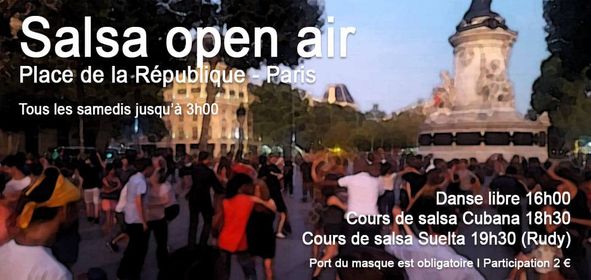 Salsa open air
Place de la République - Paris
Tous les samedis jusqu'à 3h00
Danse libre 16h00
Cours de salsa Cubana 18h30
Cours de salsa Suelta 19h30 (Rudy)
Port du masque est obligatoire I Participation 2 €